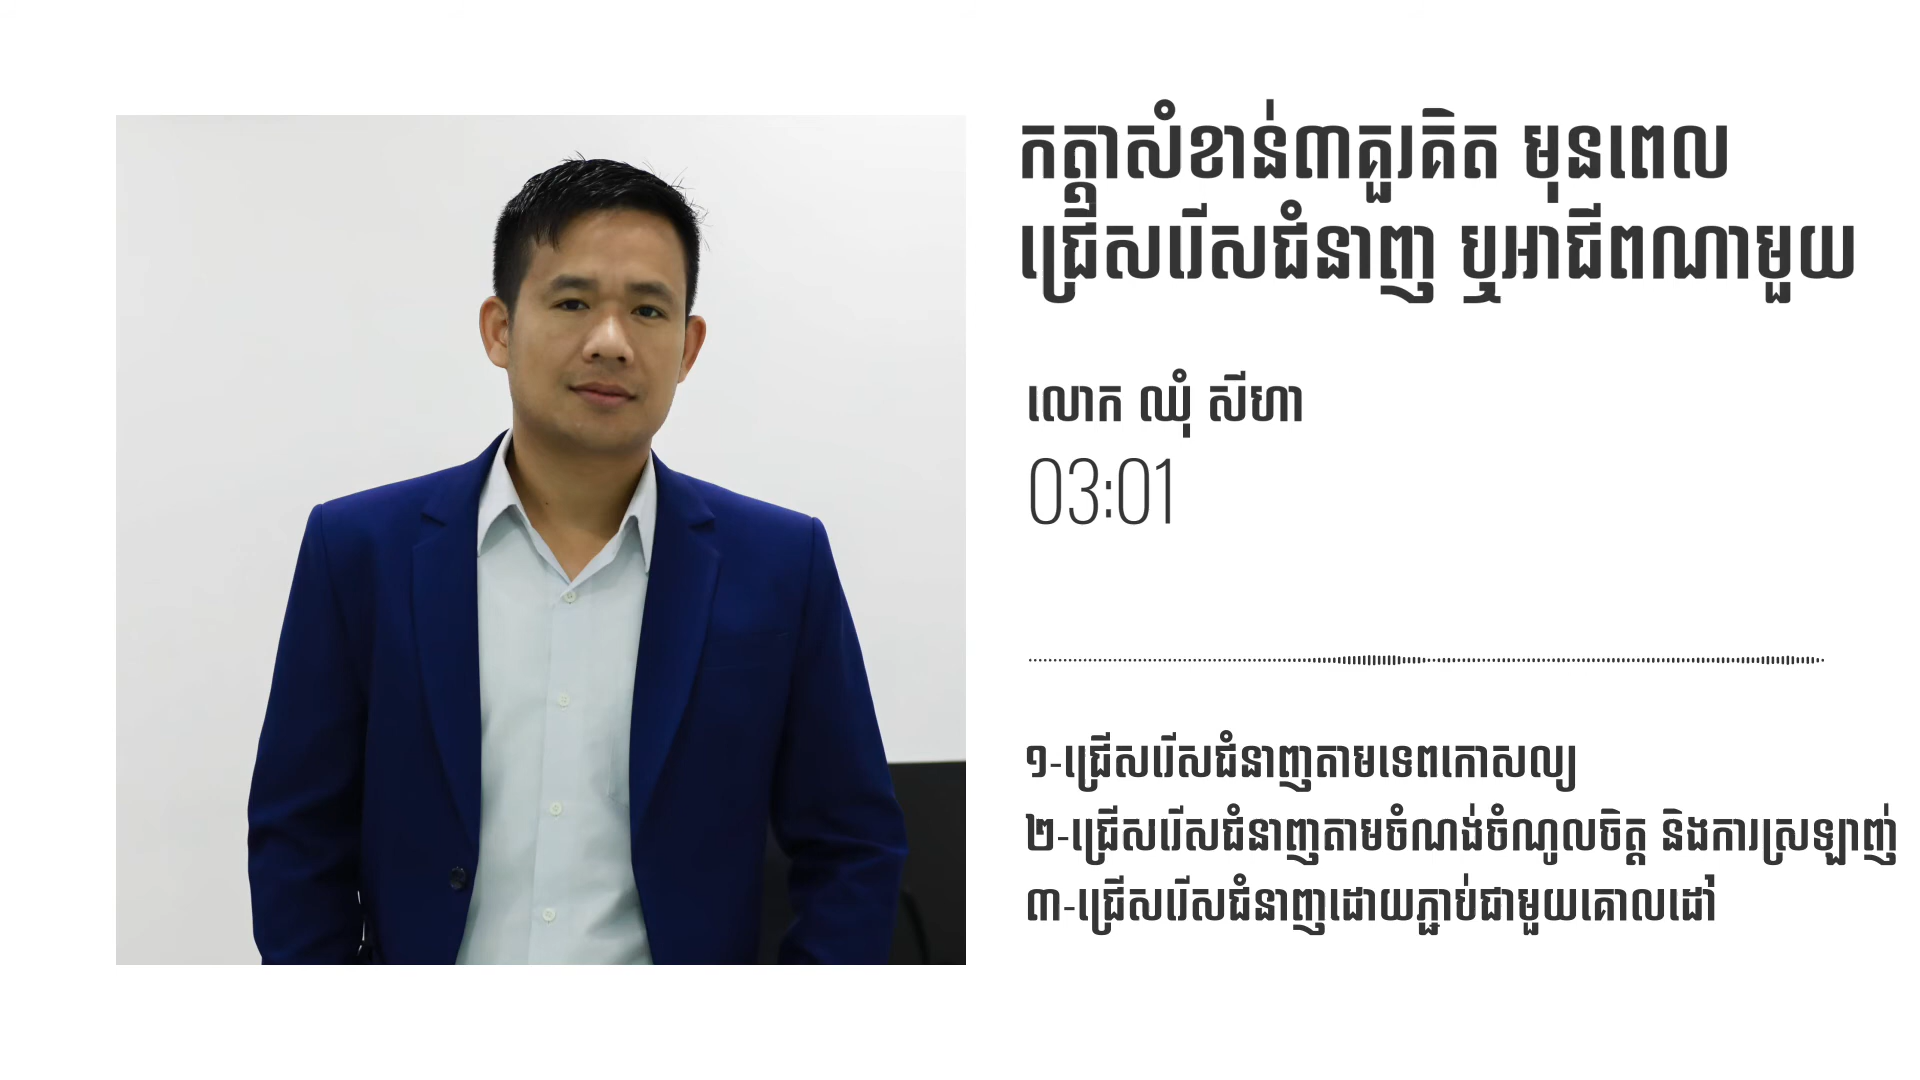 កត្តាសំខាន់៣គួរគិត មុនពេល
ជ្រើសរើសជំនាញ ឬអាជីពណាមួយ
លោក ឈុំ សីហា
03:01
១-ជ្រើសរើសជំនាញតាមទេពកោសល្យ
២-ជ្រើសរើសជំនាញតាមចំណង់ចំណូលចិត្ត និងការស្រឡាញ់
៣-ជ្រើសរើសជំនាញដោយភ្ជាប់ជាមួយគោលដៅ